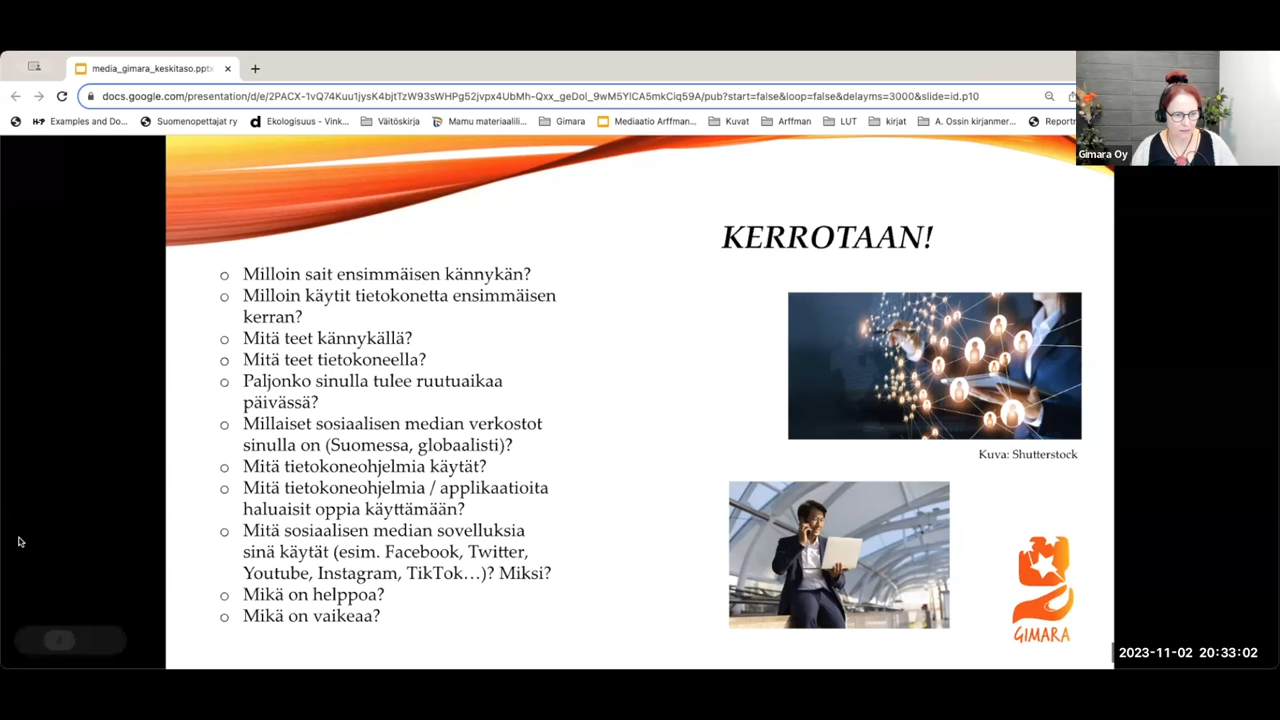 media_gimara_keskitaso.pptx
docs.google.com/presentation/d/e/2PACX-1vQ74Kuu1jysK4bjtTzW93sWHPg52jvpx4UbMh-Qxx_geDol_9wM5YlCA5mkCiq59A/pub?start=false&loop=false&delayms=3000&slide=id.p10
Examples and Do...
Suomenopettajat ry
Ekologisuus - Vink...
Väitöskirja
Mamu materiaalili...
Gimara
Mediaatio Arffman...
Kuvat
Arffman
LUT
kirjat
A. Ossin kirjanmer...
Gimara Oy
KERROTAAN!
o Milloin sait ensimmäisen kännykän?
o Milloin käytit tietokonetta ensimmäisen
kerran?
o Mitä teet kännykällä?
o Mitä teet tietokoneella?
o Paljonko sinulla tulee ruutuaikaa
päivässä?
o Millaiset sosiaalisen median verkostot
sinulla on (Suomessa, globaalisti)?
o Mitä tietokoneohjelmia käytät?
o Mitä tietokoneohjelmia / applikaatioita
haluaisit oppia käyttämään?
o Mitä sosiaalisen median sovelluksia
sinä käytät (esim. Facebook, Twitter,
Youtube, Instagram, TikTok…)? Miksi?
o Mikä on helppoa?
o Mikä on vaikeaa?
Kuva: Shutterstock
GIMARA
2023-11-02 20:33:02